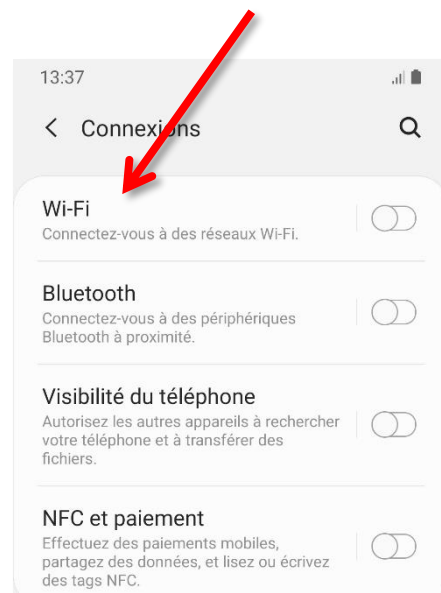 13:37
Connexions
Wi-Fi
Connectez-vous à des réseaux Wi-Fi.
Bluetooth
Connectez-vous à des périphériques
Bluetooth à proximité.
Visibilité du téléphone
Autorisez les autres appareils à rechercher
votre téléphone et à transférer des
fichiers.
NFC et paiement
Effectuez des paiements mobiles,
partagez des données, et lisez ou écrivez
des tags NFC.